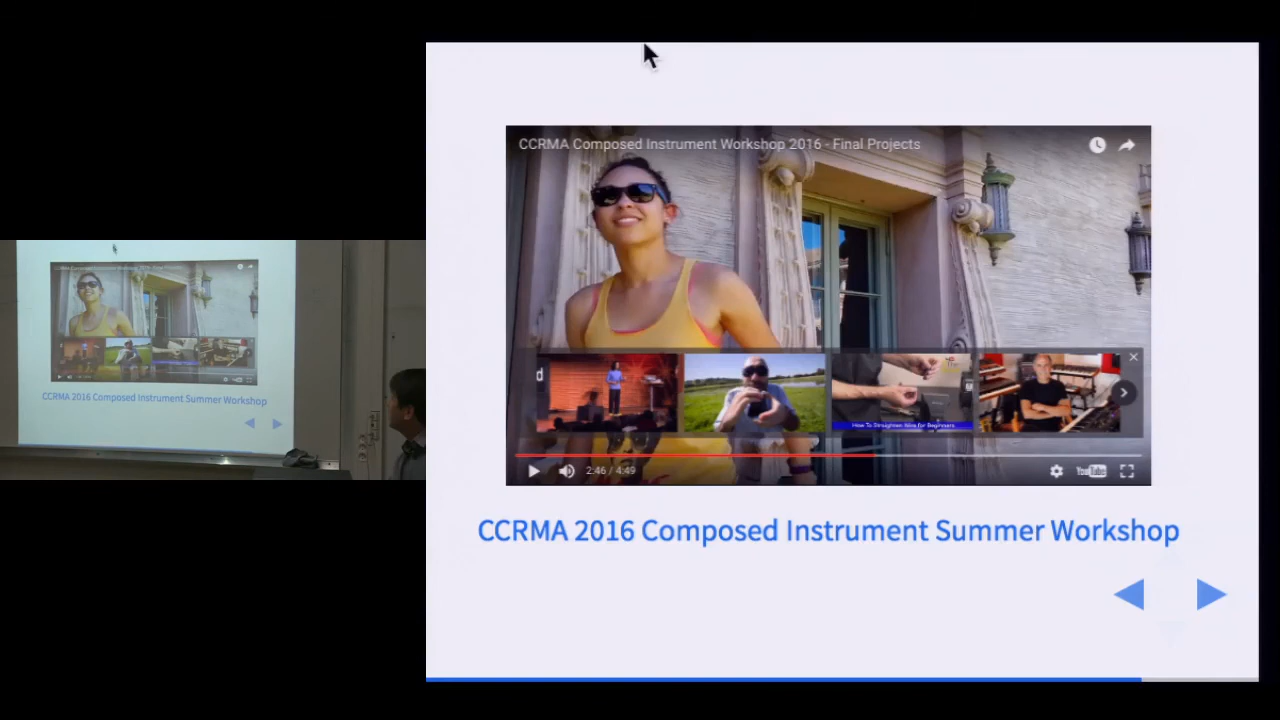 CCRMA Composed Instrument Workshop 2016 - Final Projects
d
How To Straighten Wire for Beginners
2:46 / 4:49
YouTube
CCRMA 2016 Composed Instrument Summer Workshop
CCRMA 2016 Composed Instrument Summer Workshop